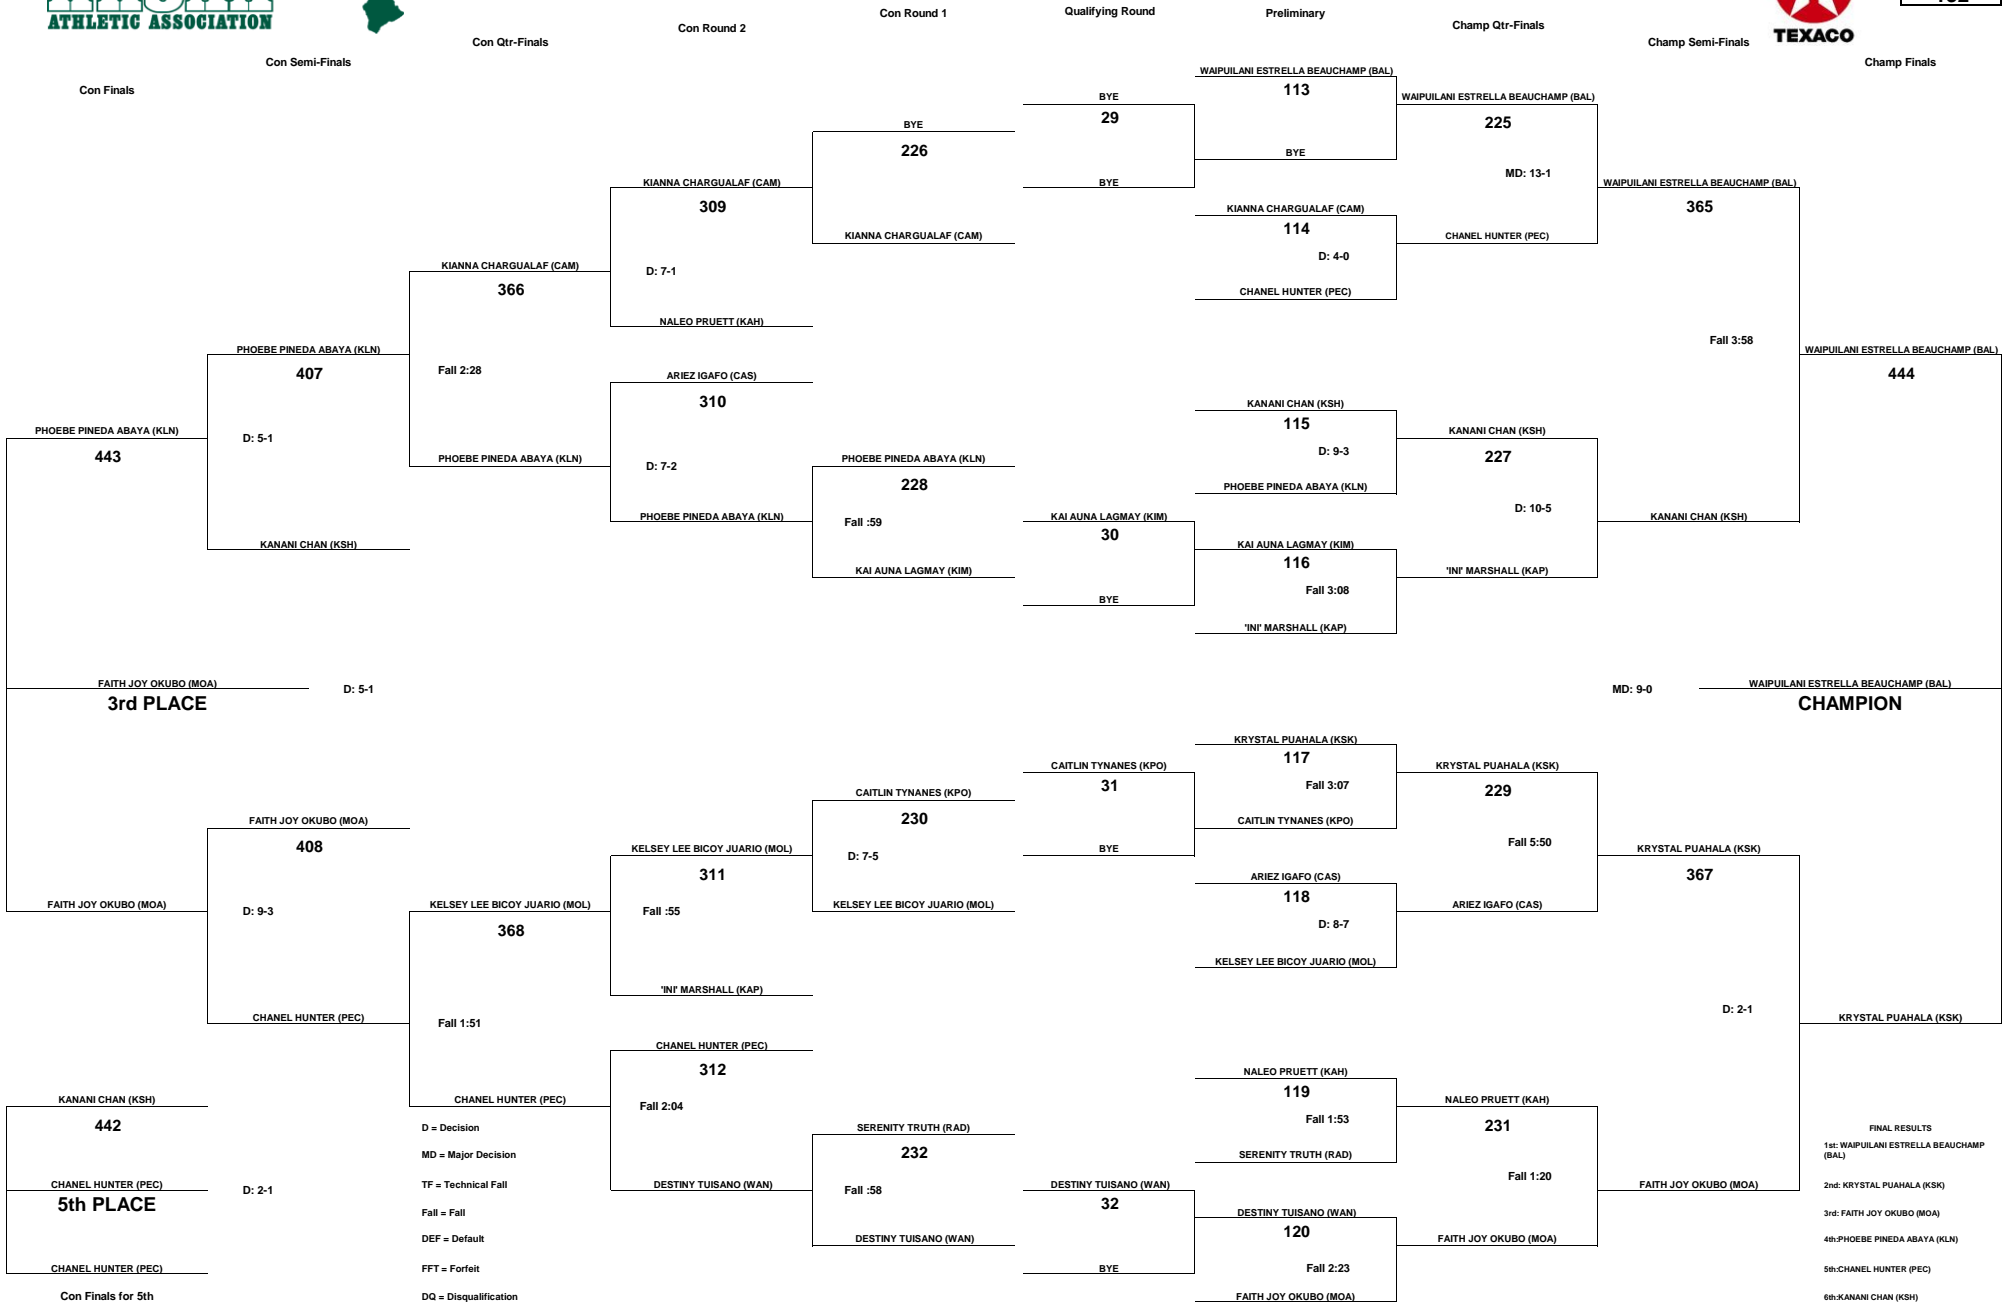 ATHLETIC ASSOCIATION
TEXACO
Con Finals
Con Semi-Finals
Con Qtr-Finals
Con Round 2
Con Round 1
Qualifying Round
Preliminary
Champ Qtr-Finals
Champ Semi-Finals
Champ Finals
PHOEBE PINEDA ABAYA (KLN)
443
FAITH JOY OKUBO (MOA)
3rd PLACE
D: 5-1
FAITH JOY OKUBO (MOA)
KANANI CHAN (KSH)
442
CHANEL HUNTER (PEC)
5th PLACE
D: 2-1
CHANEL HUNTER (PEC)
Con Finals for 5th
PHOEBE PINEDA ABAYA (KLN)
407
D: 5-1
KANANI CHAN (KSH)
FAITH JOY OKUBO (MOA)
408
D: 9-3
CHANEL HUNTER (PEC)
KIANNA CHARGUALAF (CAM)
366
Fall 2:28
PHOEBE PINEDA ABAYA (KLN)
KELSEY LEE BICOY JUARIO (MOL)
368
Fall 1:51
CHANEL HUNTER (PEC)
D = Decision
MD = Major Decision
TF = Technical Fall
Fall = Fall
DEF = Default
FFT = Forfeit
DQ = Disqualification
KIANNA CHARGUALAF (CAM)
309
D: 7-1
NALEO PRUETT (KAH)
ARIEZ IGAFO (CAS)
310
D: 7-2
PHOEBE PINEDA ABAYA (KLN)
KELSEY LEE BICOY JUARIO (MOL)
311
Fall :55
'INI' MARSHALL (KAP)
CHANEL HUNTER (PEC)
312
Fall 2:04
DESTINY TUISANO (WAN)
BYE
226
KIANNA CHARGUALAF (CAM)
PHOEBE PINEDA ABAYA (KLN)
228
Fall :59
KAI AUNA LAGMAY (KIM)
CAITLIN TYNANES (KPO)
230
D: 7-5
KELSEY LEE BICOY JUARIO (MOL)
SERENITY TRUTH (RAD)
232
Fall :58
DESTINY TUISANO (WAN)
BYE
29
BYE
KAI AUNA LAGMAY (KIM)
30
BYE
CAITLIN TYNANES (KPO)
31
BYE
DESTINY TUISANO (WAN)
32
BYE
WAIPUILANI ESTRELLA BEAUCHAMP (BAL)
113
BYE
KIANNA CHARGUALAF (CAM)
114
D: 4-0
CHANEL HUNTER (PEC)
KANANI CHAN (KSH)
115
D: 9-3
PHOEBE PINEDA ABAYA (KLN)
KAI AUNA LAGMAY (KIM)
116
Fall 3:08
'INI' MARSHALL (KAP)
KRYSTAL PUAHALA (KSK)
117
Fall 3:07
CAITLIN TYNANES (KPO)
ARIEZ IGAFO (CAS)
118
D: 8-7
KELSEY LEE BICOY JUARIO (MOL)
NALEO PRUETT (KAH)
119
Fall 1:53
SERENITY TRUTH (RAD)
DESTINY TUISANO (WAN)
120
Fall 2:23
FAITH JOY OKUBO (MOA)
WAIPUILANI ESTRELLA BEAUCHAMP (BAL)
225
MD: 13-1
CHANEL HUNTER (PEC)
KANANI CHAN (KSH)
227
D: 10-5
'INI' MARSHALL (KAP)
KRYSTAL PUAHALA (KSK)
229
Fall 5:50
ARIEZ IGAFO (CAS)
NALEO PRUETT (KAH)
231
Fall 1:20
FAITH JOY OKUBO (MOA)
WAIPUILANI ESTRELLA BEAUCHAMP (BAL)
365
Fall 3:58
KANANI CHAN (KSH)
KRYSTAL PUAHALA (KSK)
367
D: 2-1
FAITH JOY OKUBO (MOA)
WAIPUILANI ESTRELLA BEAUCHAMP (BAL)
444
MD: 9-0
WAIPUILANI ESTRELLA BEAUCHAMP (BAL)
CHAMPION
KRYSTAL PUAHALA (KSK)
FINAL RESULTS
1st: WAIPUILANI ESTRELLA BEAUCHAMP
(BAL)
2nd: KRYSTAL PUAHALA (KSK)
3rd: FAITH JOY OKUBO (MOA)
4th:PHOEBE PINEDA ABAYA (KLN)
5th:CHANEL HUNTER (PEC)
6th:KANANI CHAN (KSH)